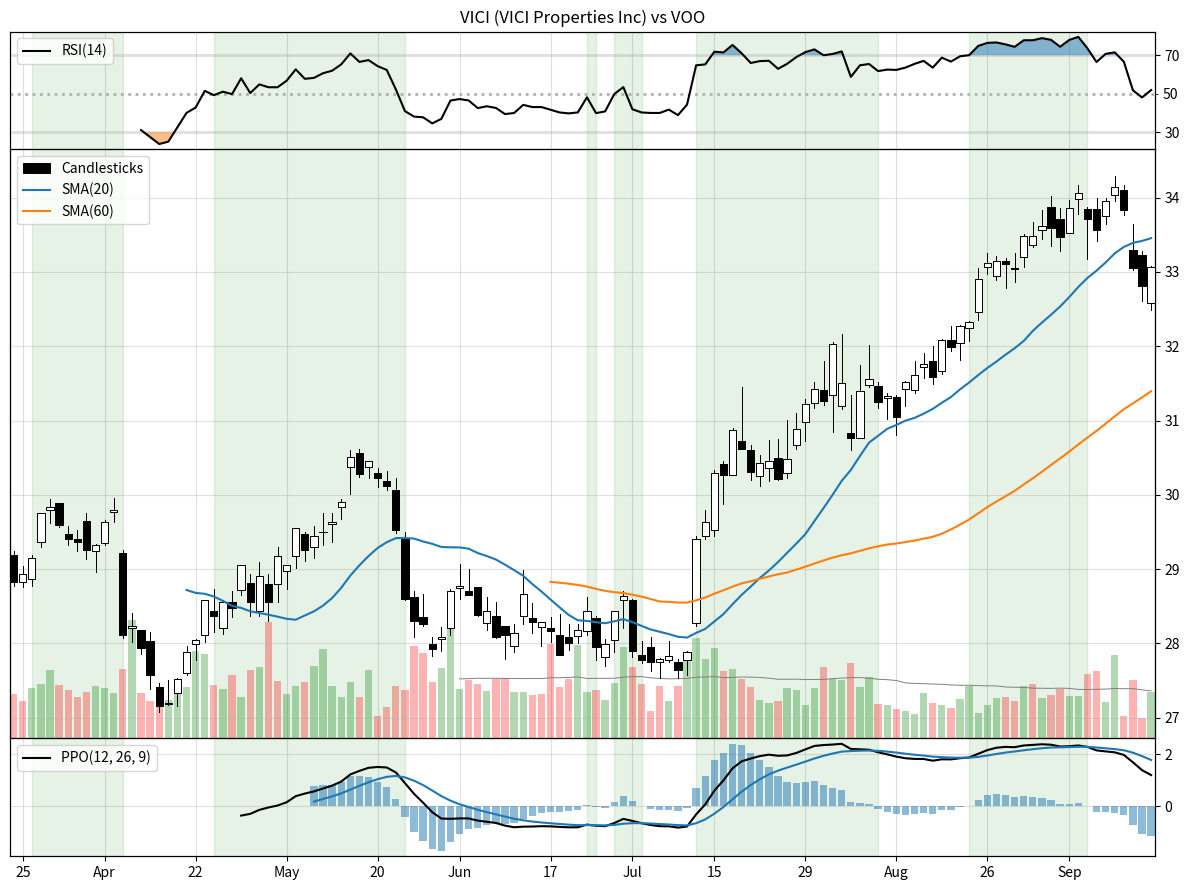 VICI (VICI Properties Inc) vs VOO
RSI(14)
70
50
30
Candlesticks
SMA(20)
SMA(60)
34
33
32
31
30
29
28
27
PPO(12, 26, 9)
2
0
25 Apr 22 May 20 Jun 17 Jul 15 29 Aug 26 Sep